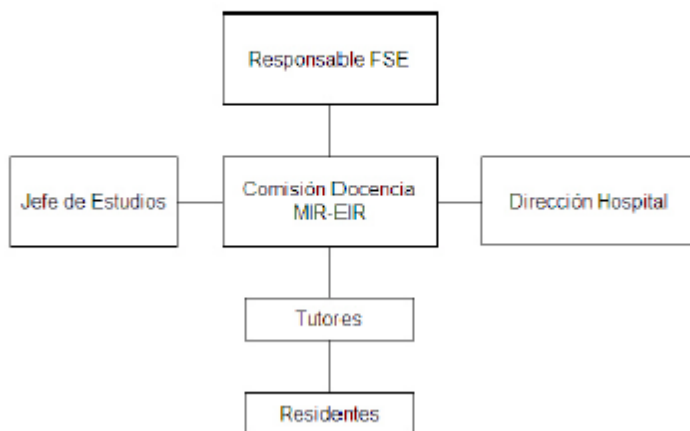 Responsable FSE
Jefe de Estudios
Comisión Docencia
MIR-EIR
Dirección Hospital
Tutores
Residentes